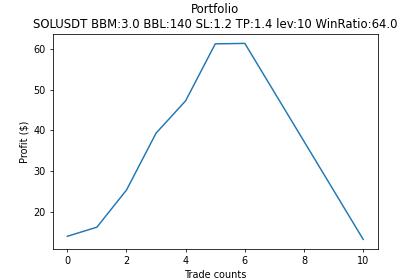 Portfolio
SOLUSDT BBM:3.0 BBL:140 SL:1.2 TP:1.4 lev:10 WinRatio:64.0
60
50
40
30
20
Profit ($)
0 2 4 6 8 10
Trade counts